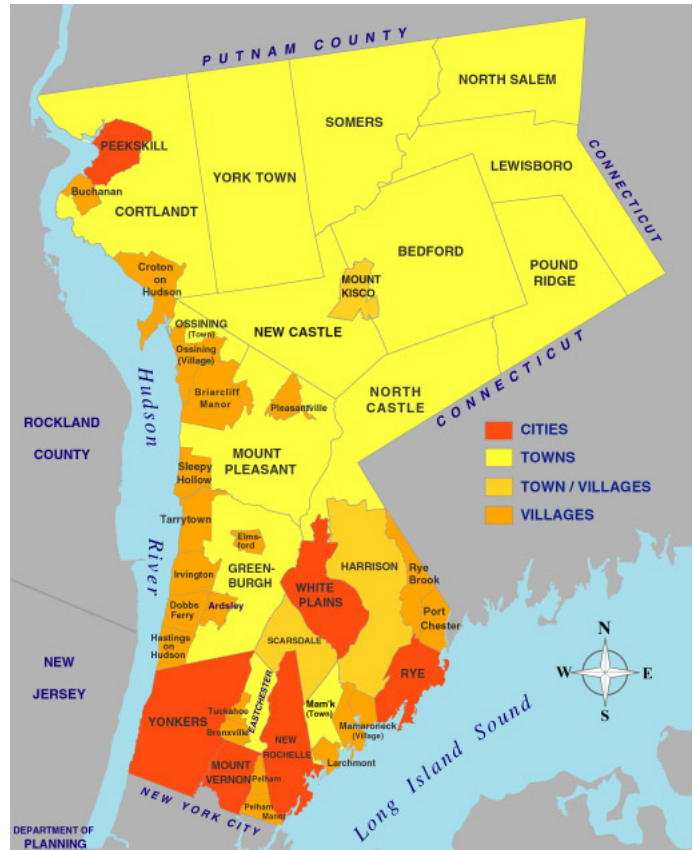 PUTNAM COUNTY
NORTH SALEM
SOMERS
PEEKSKILL
LEWISBORO
CONNECTICUT
YORK TOWN
Buchanan
CORTLANDT
BEDFORD
POUND
RIDGE
Croton
on
Hudson
MOUNT
KISCO
OSSINING
(Town)
NEW CASTLE
Ossining
(Village)
CONNECTICUT
Briarcliff
Manor
Pleasantville
NORTH
CASTLE
Hudson
River
ROCKLAND
COUNTY
CITIES
TOWNS
TOWN / VILLAGES
VILLAGES
MOUNT
PLEASANT
Sleepy
Hollow
Tarrytown
Elms-
ford
HARRISON
Rye
Brook
GREEN-
BURGH
Irvington
WHITE
PLAINS
Dobbs
Ferry
Ardsley
Port
Chester
Hastings
on
Hudson
SCARSDALE
N
W
E
S
NEW
JERSEY
RYE
EASTCHESTER
Mam'k
(Town)
YONKERS
Tuckahoe
Bronxville
Mamaroneck
(Village)
NEW
ROCHELLE
Larchmont
MOUNT
VERNON
Pelham
Pelham
Manor
Long Island Sound
NEW YORK CITY
DEPARTMENT OF
PLANNING